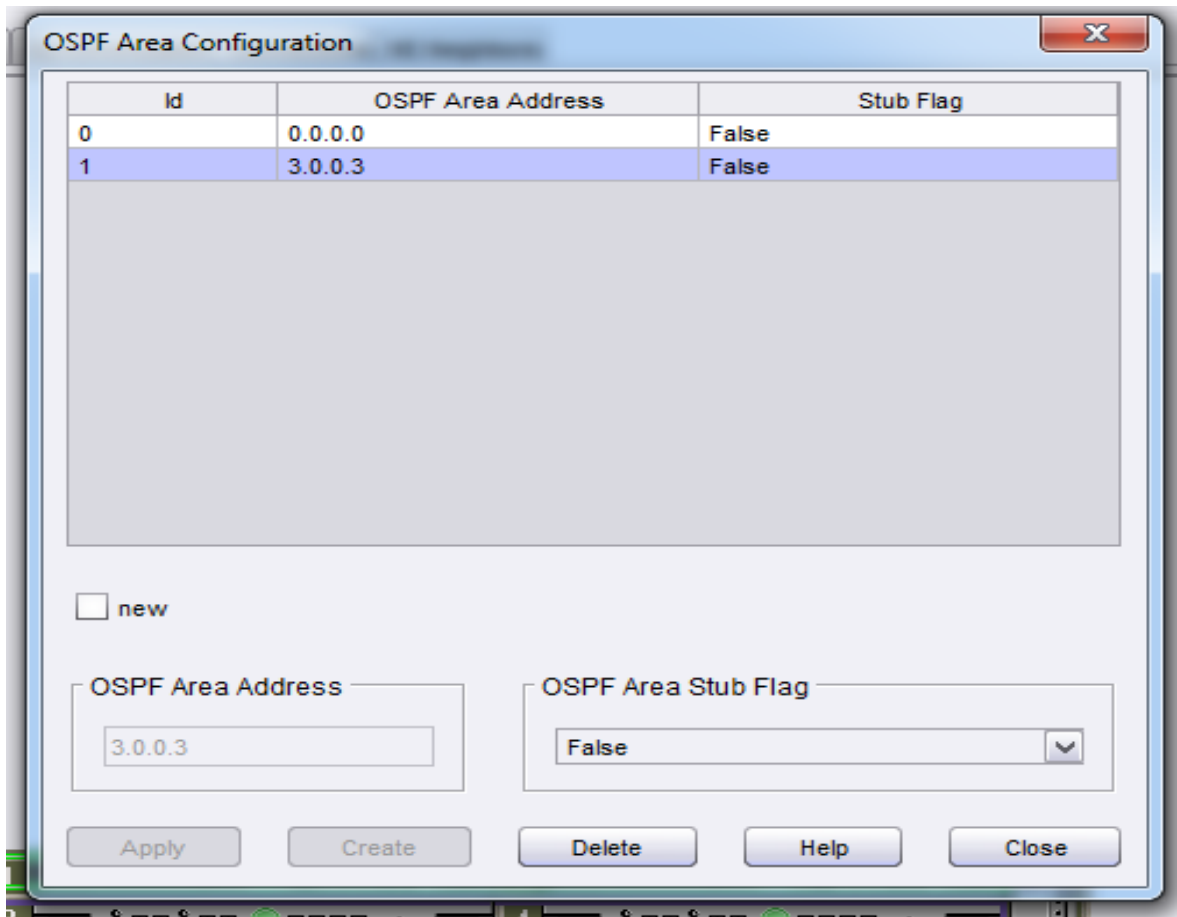 OSPF Area Configuration
Id OSPF Area Address Stub Flag
0 0.0.0.0 False
1 3.0.0.3 False
new
OSPF Area Address OSPF Area Stub Flag
3.0.0.3 False
Apply Create Delete Help Close